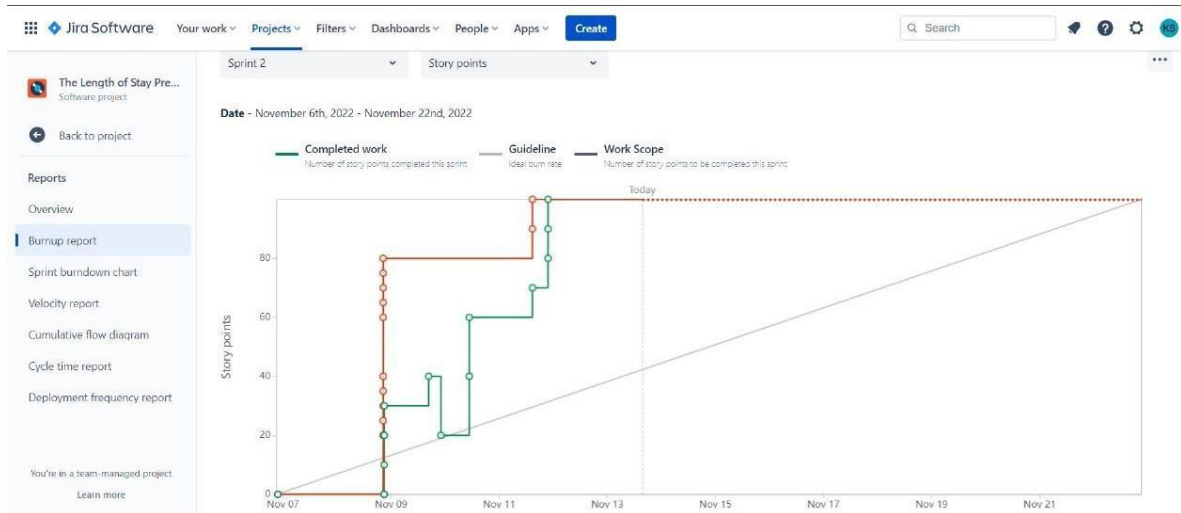 Jira Software Your work Projects Filters Dashboards People Apps Create Search KS
The Length of Stay Pre...
Software project
Back to project
Reports
Overview
Burnup report
Sprint burndown chart
Velocity report
Cumulative flow diagram
Cycle time report
Deployment frequency report
You're in a team-managed project
Learn more
Sprint 2 Story points
Date - November 6th, 2022 - November 22nd, 2022
Completed work Guideline Work Scope
Number of story points completed this sprint Ideal burn rate Number of story points to be completed this sprint
Today
80
60
Story points
40
20
0
Nov 07 Nov 09 Nov 11 Nov 13 Nov 15 Nov 17 Nov 19 Nov 21